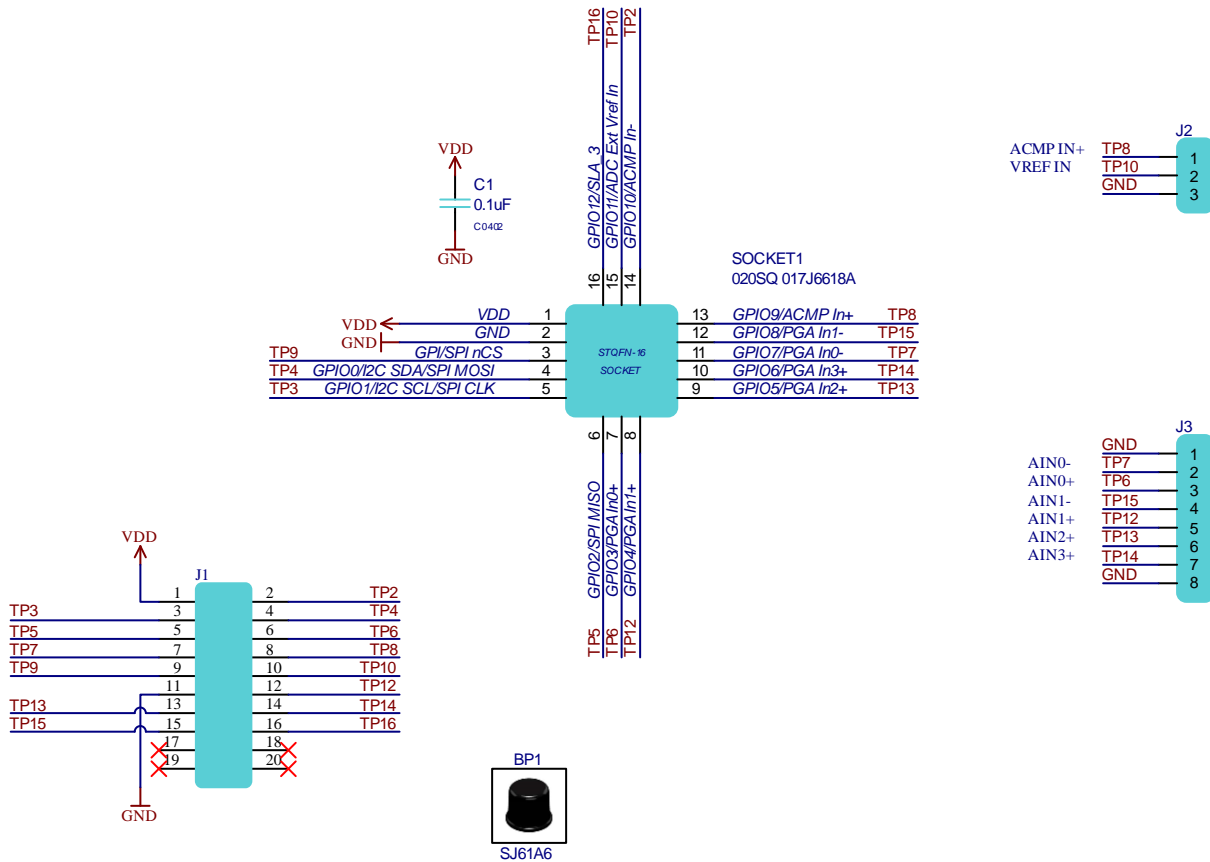 TP16
TP10
TP2
GPIO12/SLA_3
GPIO11/ADC Ext Vref In
GPIO10/ACMP In-
16
15
14
VDD
C1
0.1uF
C0402
GND
J2
ACMP IN+ TP8 1
VREF IN TP10 2
GND 3
SOCKET1
020SQ 017J6618A
VDD VDD 1
GND GND 2
TP9 GPI/SPI nCS 3
TP4 GPIO0/I2C SDA/SPI MOSI 4
TP3 GPIO1/I2C SCL/SPI CLK 5
STQFN-16
SOCKET
13 GPIO9/ACMP In+ TP8
12 GPIO8/PGA In1- TP15
11 GPIO7/PGA In0- TP7
10 GPIO6/PGA In3+ TP14
9 GPIO5/PGA In2+ TP13
6
7
8
GPIO2/SPI MISO
GPIO3/PGA In0+
GPIO4/PGA In1+
TP5
TP6
TP12
J3
GND 1
AIN0- TP7 2
AIN0+ TP6 3
AIN1- TP15 4
AIN1+ TP12 5
AIN2+ TP13 6
AIN3+ TP14 7
GND 8
VDD
J1
1 2 TP2
TP3 3 4 TP4
TP5 5 6 TP6
TP7 7 8 TP8
TP9 9 10 TP10
11 12 TP12
TP13 13 14 TP14
TP15 15 16 TP16
17 18
19 20
GND
BP1
SJ61A6